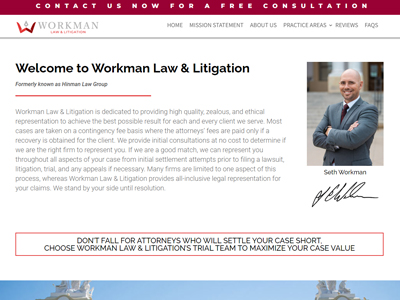 CONTACT US NOW FOR A FREE CONSULTATION
WORKMAN
LAW & LITIGATION
HOME MISSION STATEMENT ABOUT US PRACTICE AREAS REVIEWS FAQS
Welcome to Workman Law & Litigation
Formerly known as Hinman Law Group
Workman Law & Litigation is dedicated to providing high quality, zealous, and ethical
representation to achieve the best possible result for each and every client we serve. Most
cases are taken on a contingency fee basis where the attorneys' fees are paid only if a
recovery is obtained for the client. We provide initial consultations at no cost to determine if
we are the right firm to represent you. If we are a good match, we can represent you
throughout all aspects of your case from initial settlement attempts prior to filing a lawsuit,
litigation, trial, and any appeals if necessary. Many firms are limited to one aspect of this
process, whereas Workman Law & Litigation provides all-inclusive legal representation for
your claims. We stand by your side until resolution.
Seth Workman
DON'T FALL FOR ATTORNEYS WHO WILL SETTLE YOUR CASE SHORT,
CHOOSE WORKMAN LAW & LITIGATION'S TRIAL TEAM TO MAXIMIZE YOUR CASE VALUE